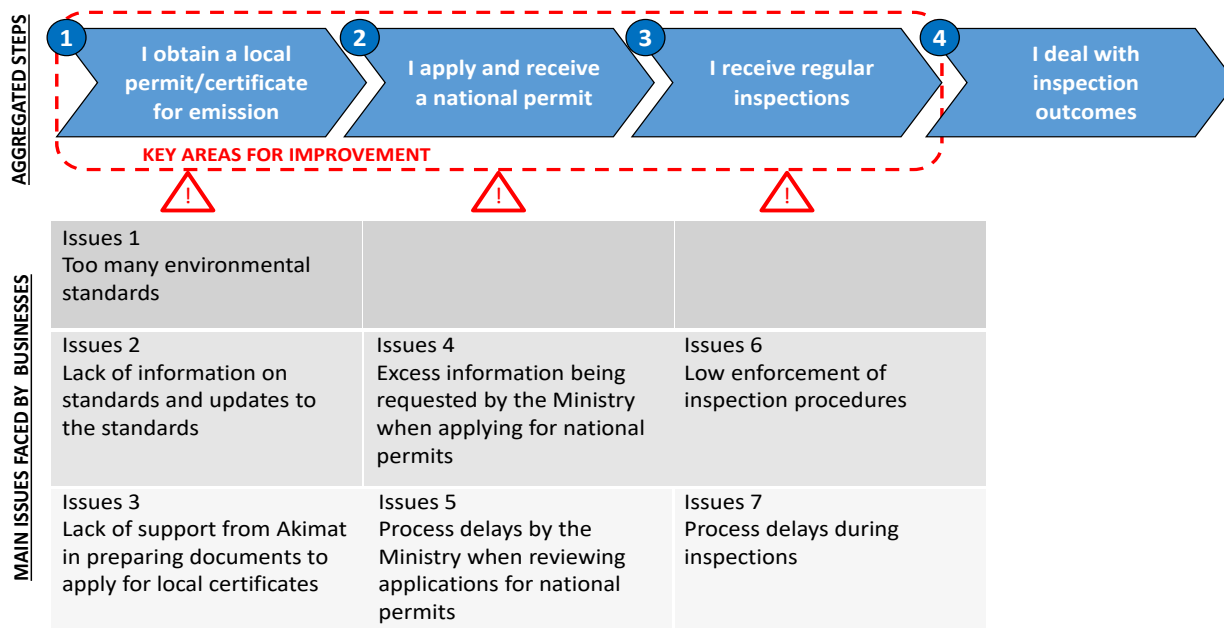 AGGREGATED STEPS
1
I obtain a local
permit/certificate
for emission
2
I apply and receive
a national permit
3
I receive regular
inspections
4
I deal with
inspection
outcomes
KEY AREAS FOR IMPROVEMENT
!
!
!
MAIN ISSUES FACED BY BUSINESSES
Issues 1
Too many environmental
standards
Issues 2
Lack of information on
standards and updates to
the standards
Issues 4
Excess information being
requested by the Ministry
when applying for national
permits
Issues 6
Low enforcement of
inspection procedures
Issues 3
Lack of support from Akimat
in preparing documents to
apply for local certificates
Issues 5
Process delays by the
Ministry when reviewing
applications for national
permits
Issues 7
Process delays during
inspections